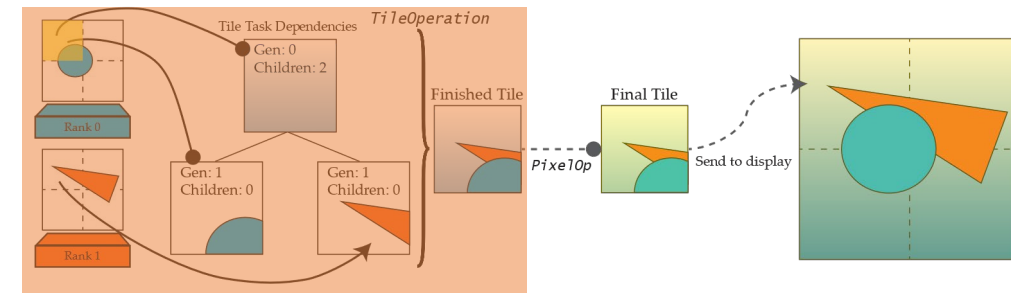 TileOperation
Tile Task Dependencies
Gen: 0
Children: 2
Rank 0
Gen: 1
Children: 0
Gen: 1
Children: 0
Rank 1
Finished Tile
PixelOp
Final Tile
Send to display